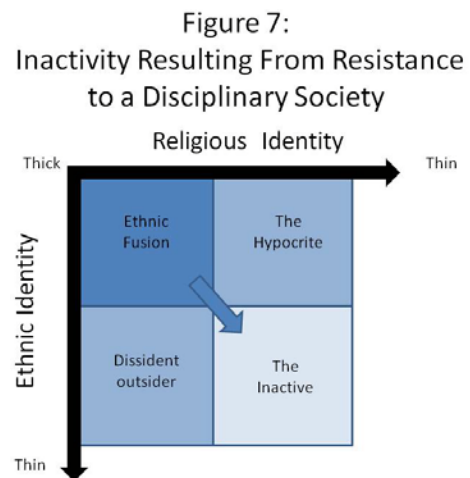 Figure 7:
Inactivity Resulting From Resistance
to a Disciplinary Society
Religious Identity
Thick
Thin
Ethnic Identity
Ethnic
Fusion
The
Hypocrite
Dissident
outsider
The
Inactive
Thin